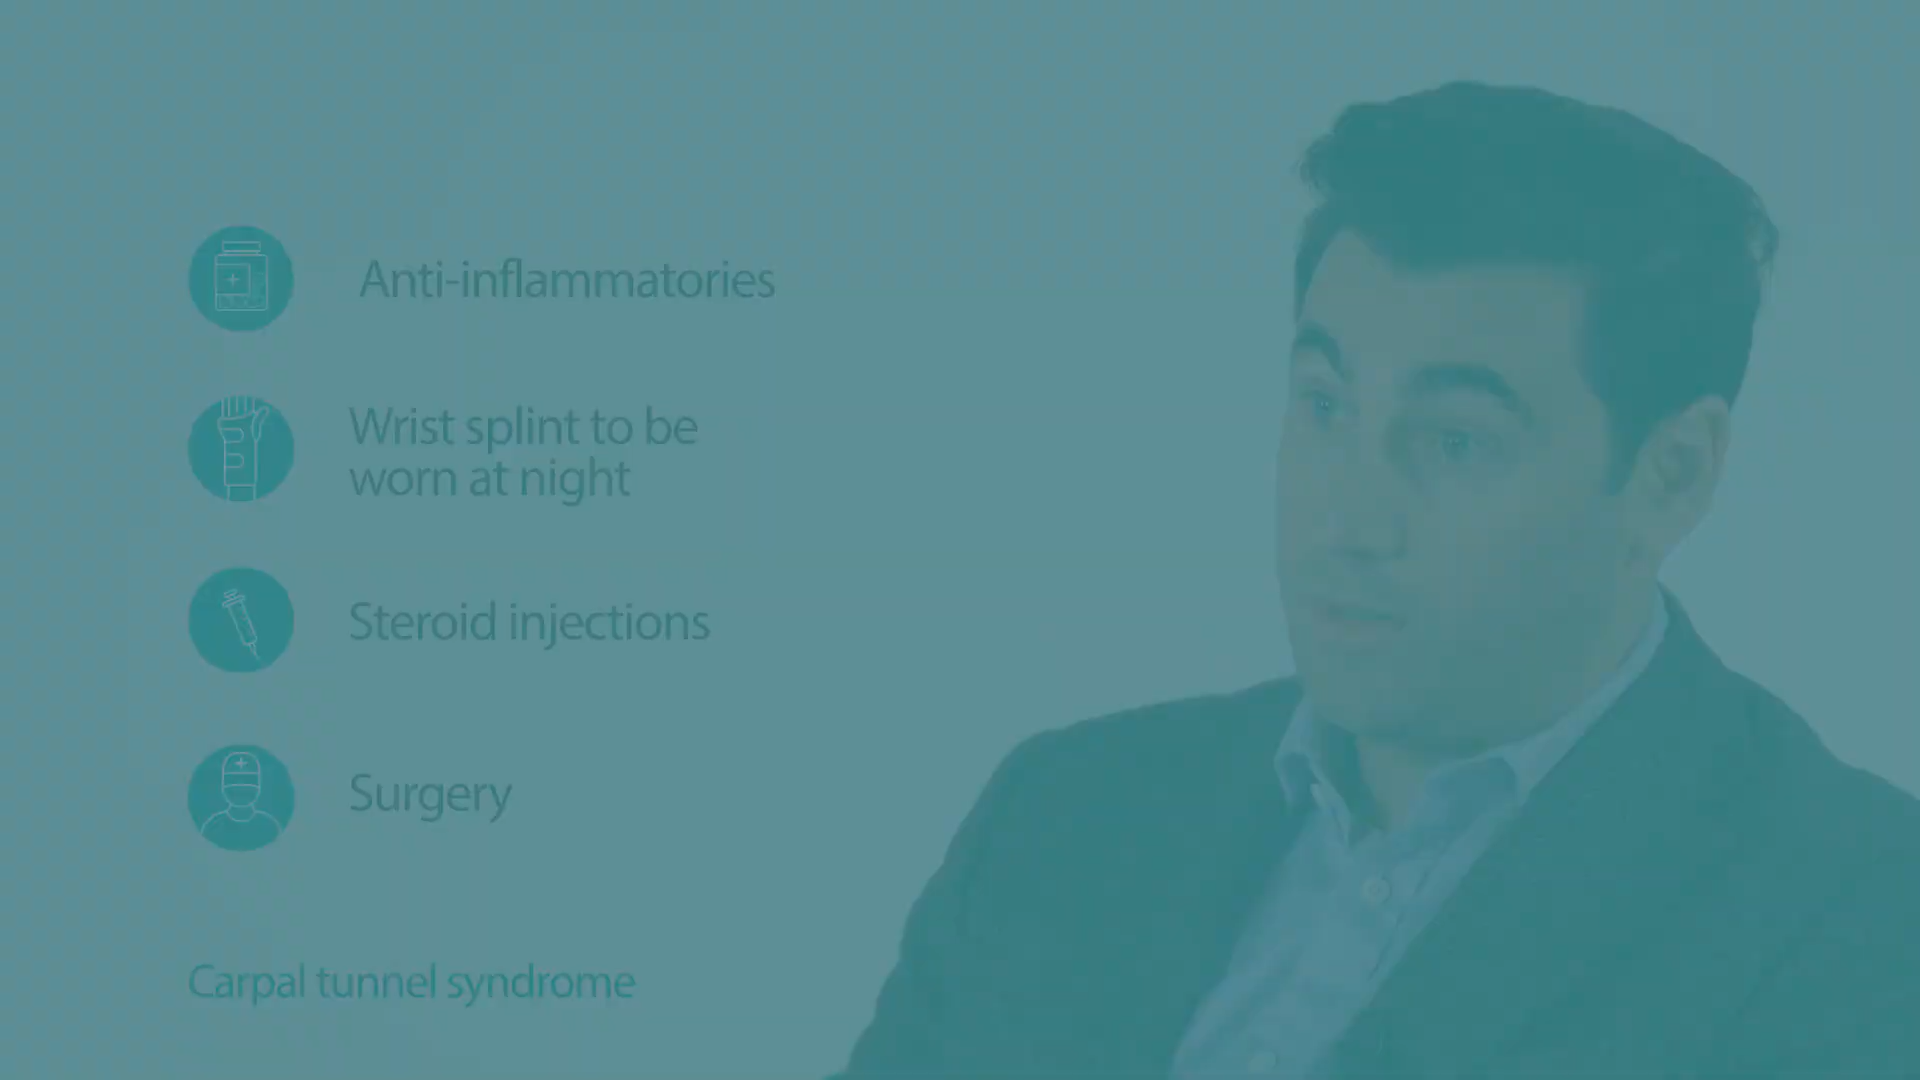 Anti-inflammatories
Wrist splint to be
worn at night
Steroid injections
Surgery
Carpal tunnel syndrome